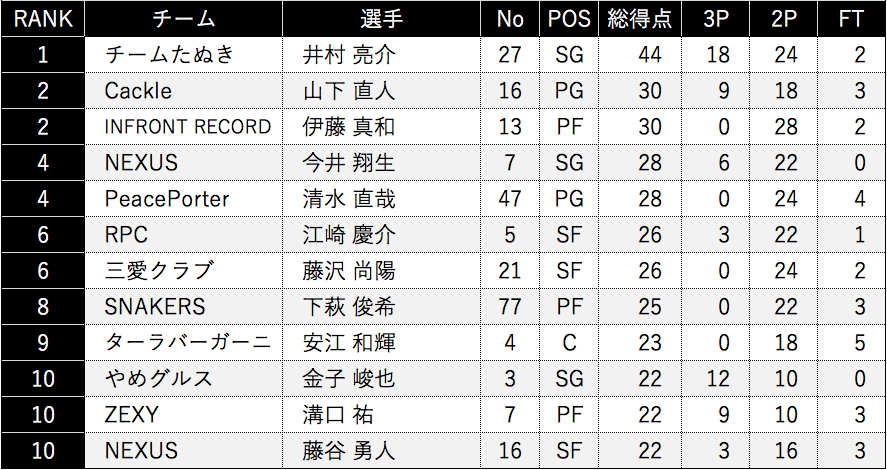 RANK チーム 選手 No POS 総得点 3P 2P FT
1 チームたぬき 井村 亮介 27 SG 44 18 24 2
2 Cackle 山下 直人 16 PG 30 9 18 3
2 INFRONT RECORD 伊藤 真和 13 PF 30 0 28 2
4 NEXUS 今井 翔生 7 SG 28 6 22 0
4 PeacePorter 清水 直哉 47 PG 28 0 24 4
6 RPC 江崎 慶介 5 SF 26 3 22 1
6 三愛クラブ 藤沢 尚陽 21 SF 26 0 24 2
8 SNAKERS 下萩 俊希 77 PF 25 0 22 3
9 ターラバーガーニ 安江 和輝 4 C 23 0 18 5
10 やめグルス 金子 峻也 3 SG 22 12 10 0
10 ZEXY 溝口 祐 7 PF 22 9 10 3
10 NEXUS 藤谷 勇人 16 SF 22 3 16 3